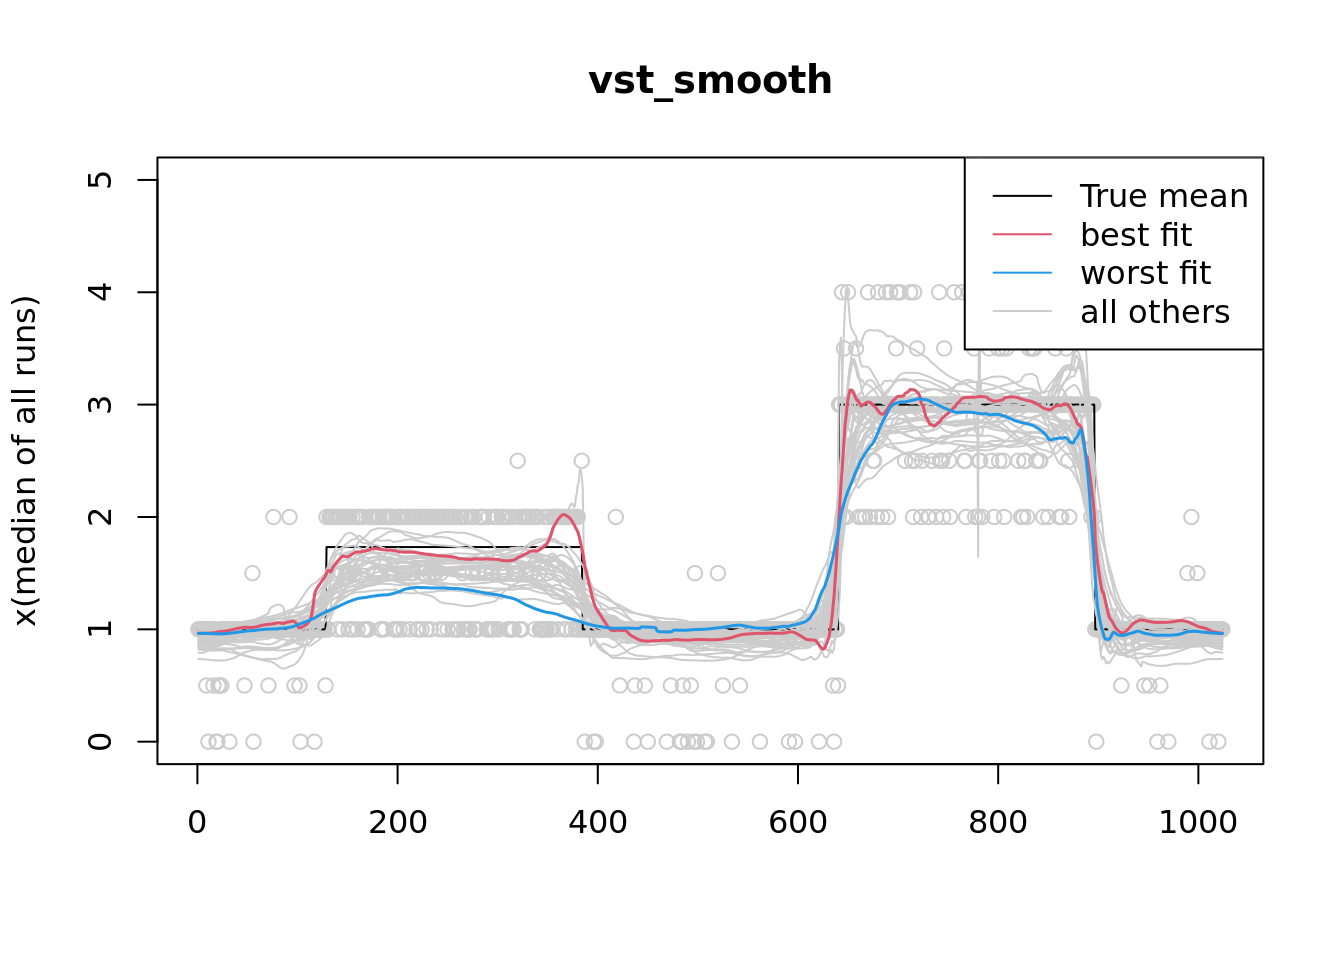 vst_smooth
x(median of all runs)
5
4
3
2
1
0
True mean
best fit
worst fit
all others
0 200 400 600 800 1000